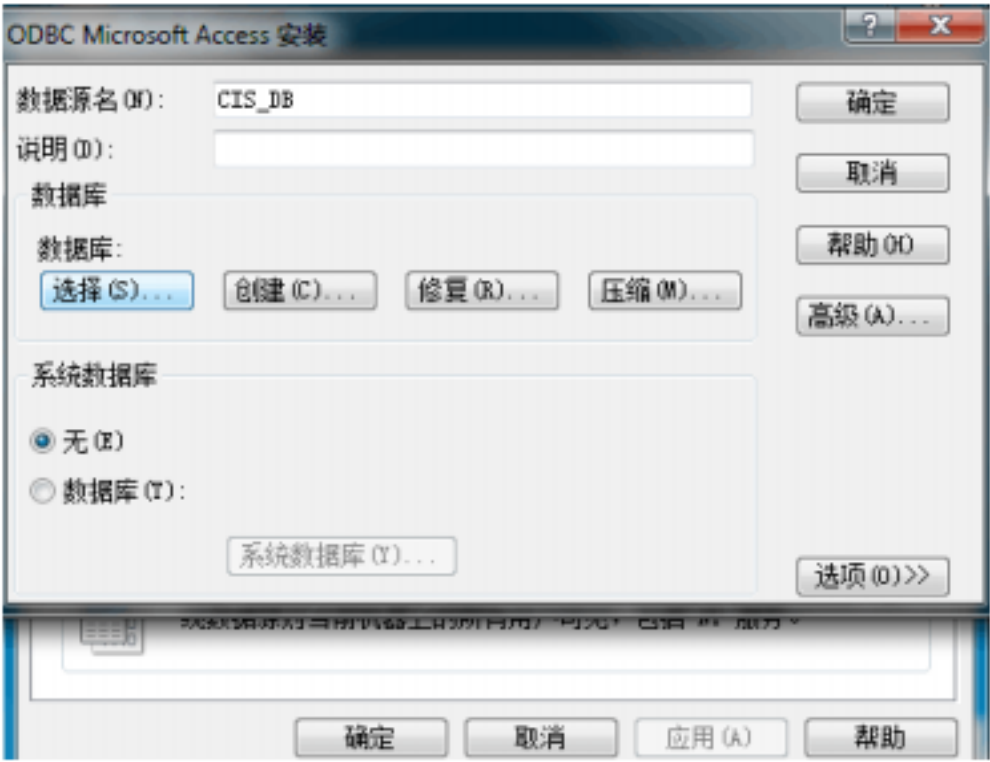 ODBC Microsoft Access 安装
数据源名(N): CIS_DB 确定
说明(D):
取消
数据库
数据库: 帮助(H)
选择(S)... 创建(C)... 修复(R)... 压缩(M)...
高级(A)...
系统数据库
无(E)
数据库(T):
系统数据库(Y)...
选项(O)>>
确定 取消 应用(A) 帮助